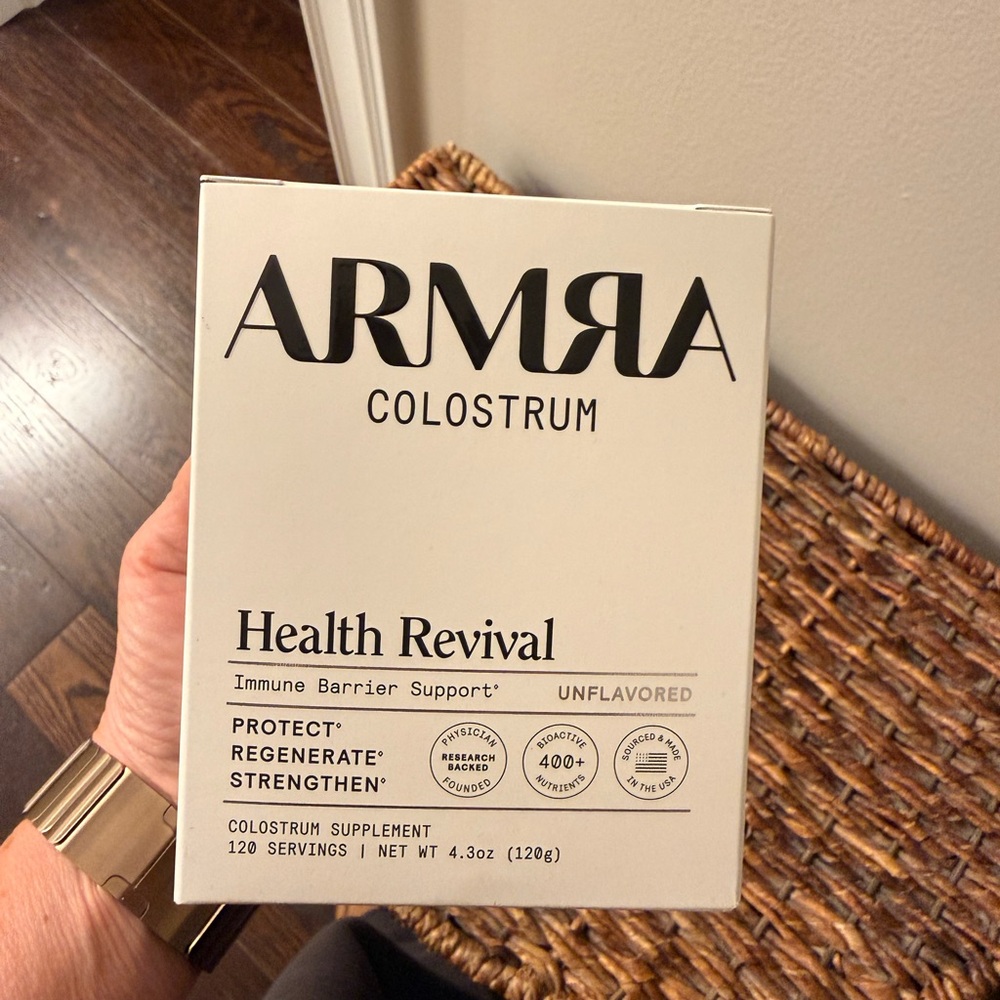 ARMRA
COLOSTRUM
Health Revival
Immune Barrier Support° UNFLAVORED
PROTECT°
REGENERATE°
STRENGTHEN°
PHYSICIAN
RESEARCH
BACKED
FOUNDED
BIOACTIVE
400+
NUTRIENTS
SOURCED & MADE
IN THE USA
COLOSTRUM SUPPLEMENT
120 SERVINGS | NET WT 4.3oz (120g)